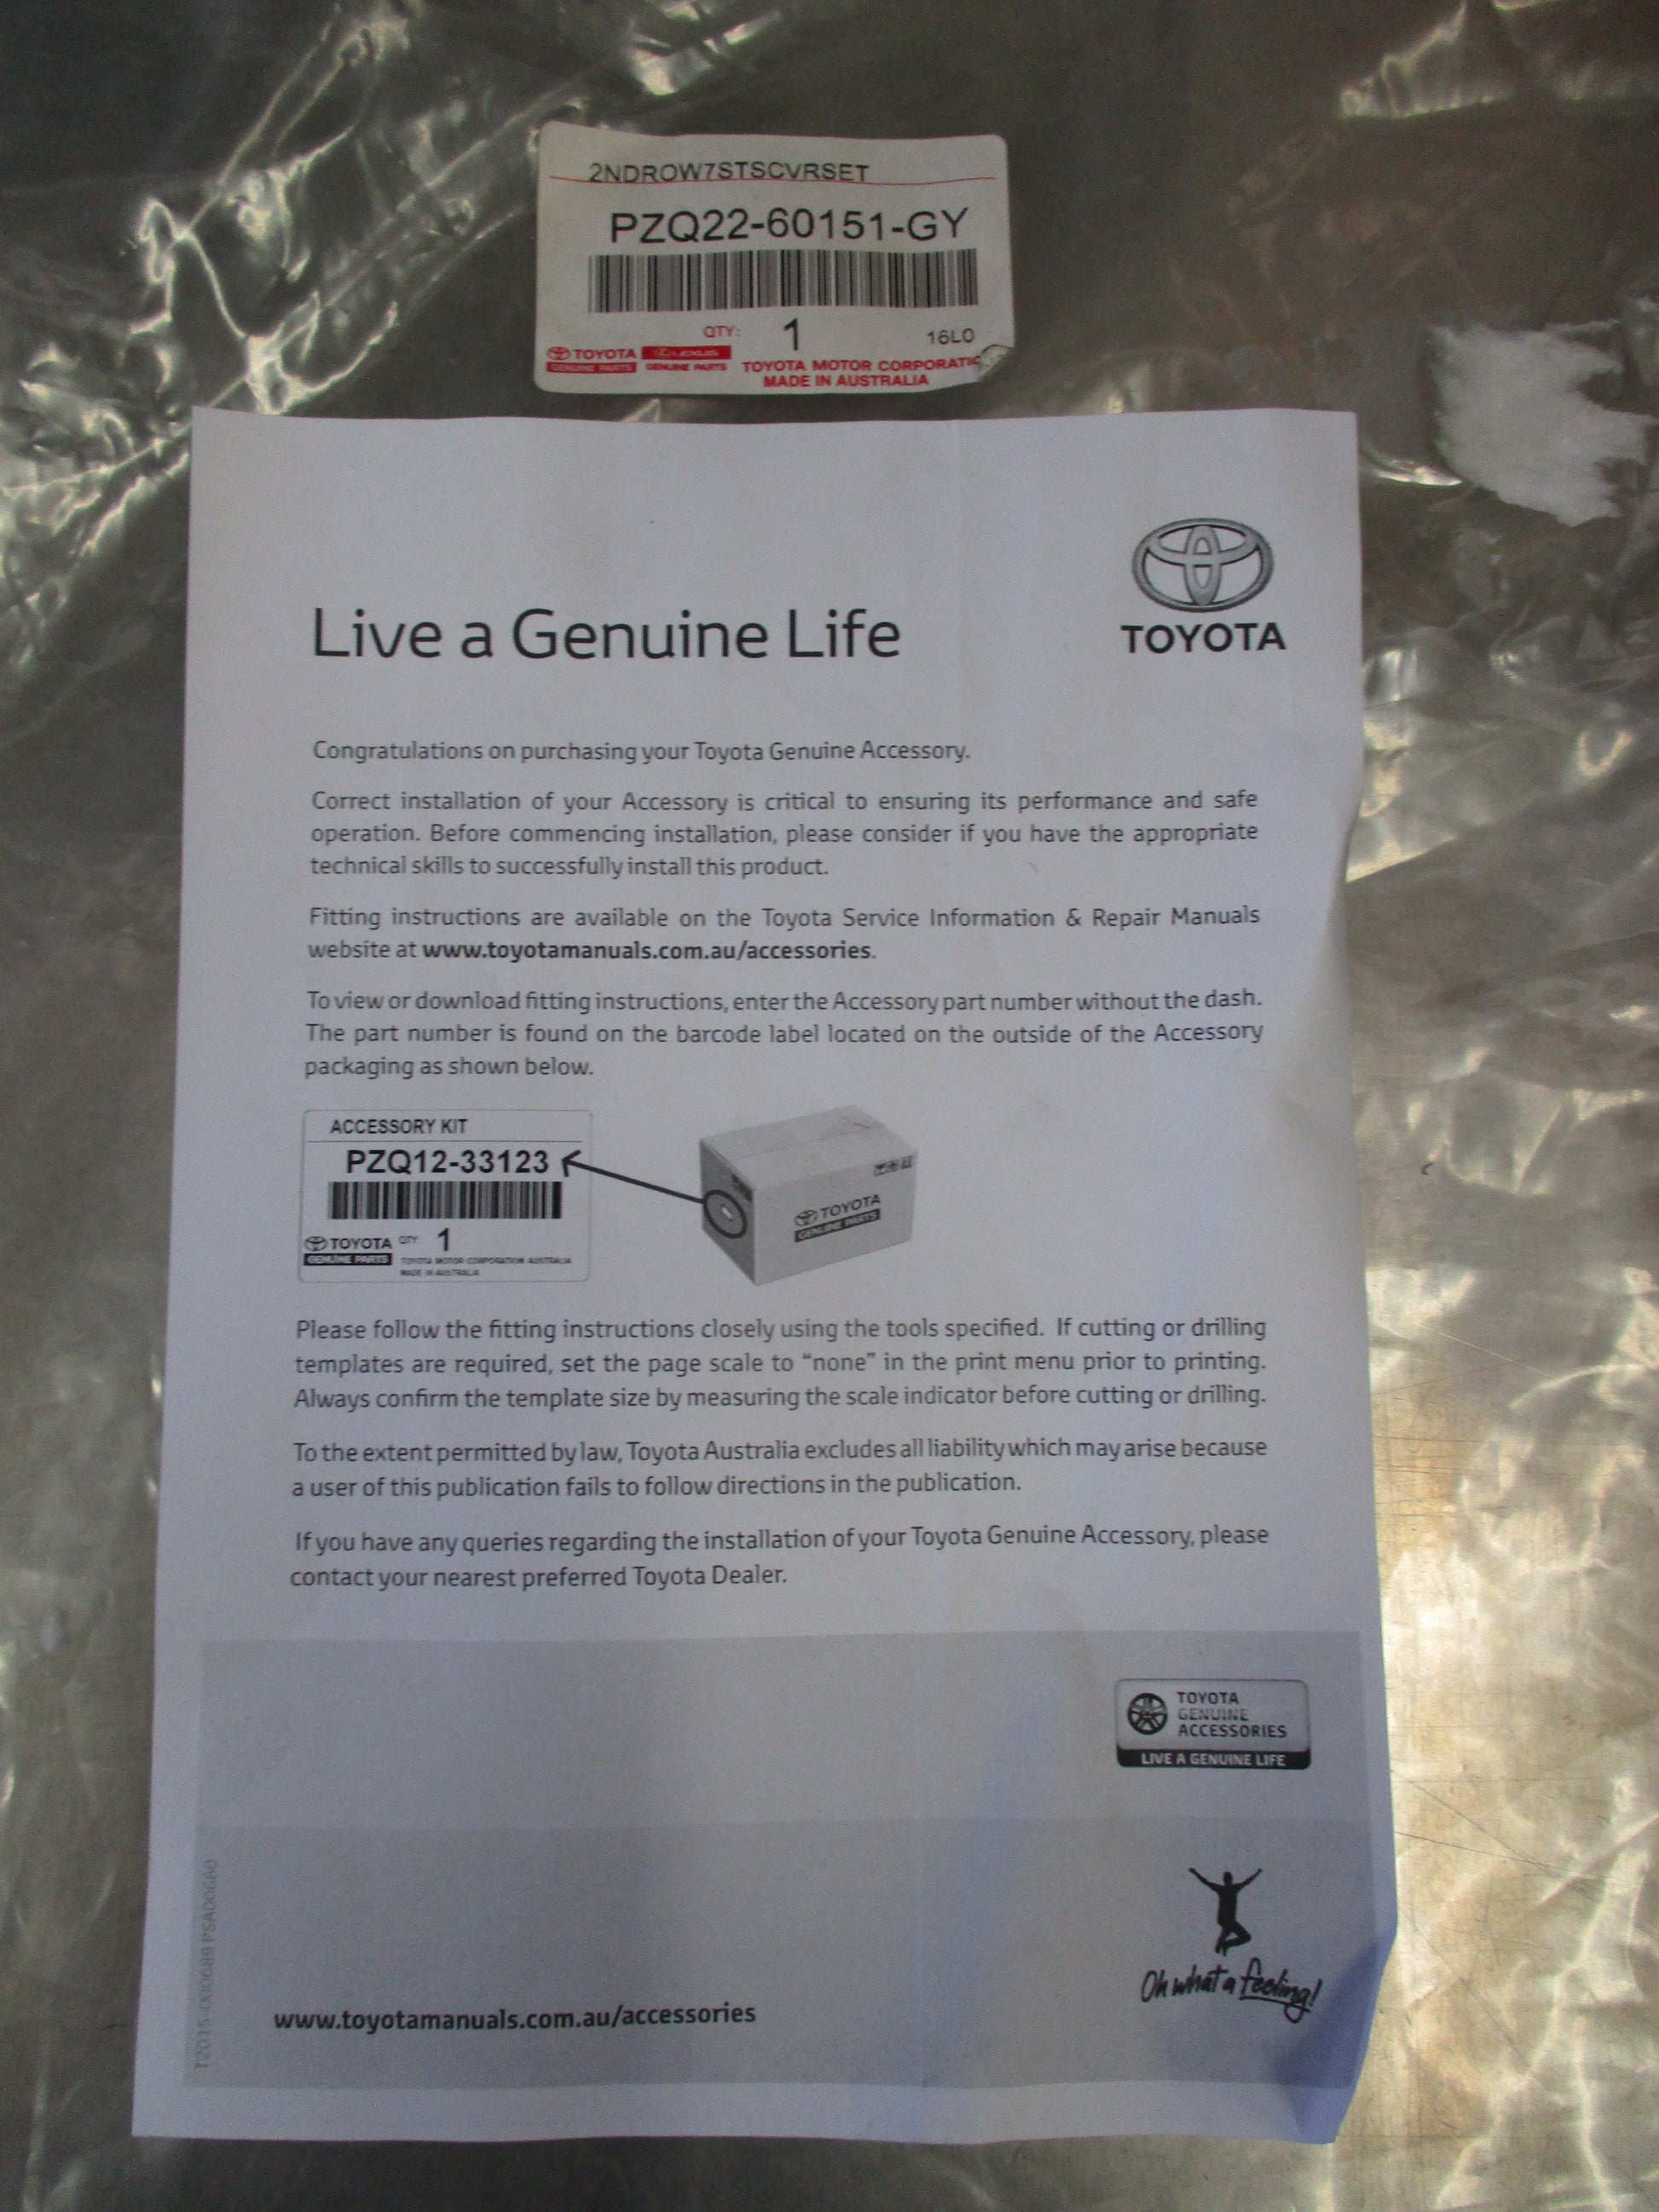 2NDROW7STSCVRSET
PZQ22-60151-GY
QTY: 1 16L0
TOYOTA LEXUS
GENUINE PARTS GENUINE PARTS TOYOTA MOTOR CORPORATIC
MADE IN AUSTRALIA
TOYOTA
Live a Genuine Life
Congratulations on purchasing your Toyota Genuine Accessory.
Correct installation of your Accessory is critical to ensuring its performance and safe
operation. Before commencing installation, please consider if you have the appropriate
technical skills to successfully install this product.
Fitting instructions are available on the Toyota Service Information & Repair Manuals
website at www.toyotamanuals.com.au/accessories.
To view or download fitting instructions, enter the Accessory part number without the dash.
The part number is found on the barcode label located on the outside of the Accessory
packaging as shown below.
ACCESSORY KIT
PZQ12-33123
TOYOTA QTY 1
GENUINE PARTS TOYOTA MOTOR CORPORATION AUSTRALIA
MADE IN AUSTRALIA
TOYOTA
GENUINE PARTS
Please follow the fitting instructions closely using the tools specified. If cutting or drilling
templates are required, set the page scale to “none” in the print menu prior to printing.
Always confirm the template size by measuring the scale indicator before cutting or drilling.
To the extent permitted by law, Toyota Australia excludes all liability which may arise because
a user of this publication fails to follow directions in the publication.
If you have any queries regarding the installation of your Toyota Genuine Accessory, please
contact your nearest preferred Toyota Dealer.
TOYOTA
GENUINE
ACCESSORIES
LIVE A GENUINE LIFE
Oh what a feeling!
www.toyotamanuals.com.au/accessories
T2015-000689 PSA00680